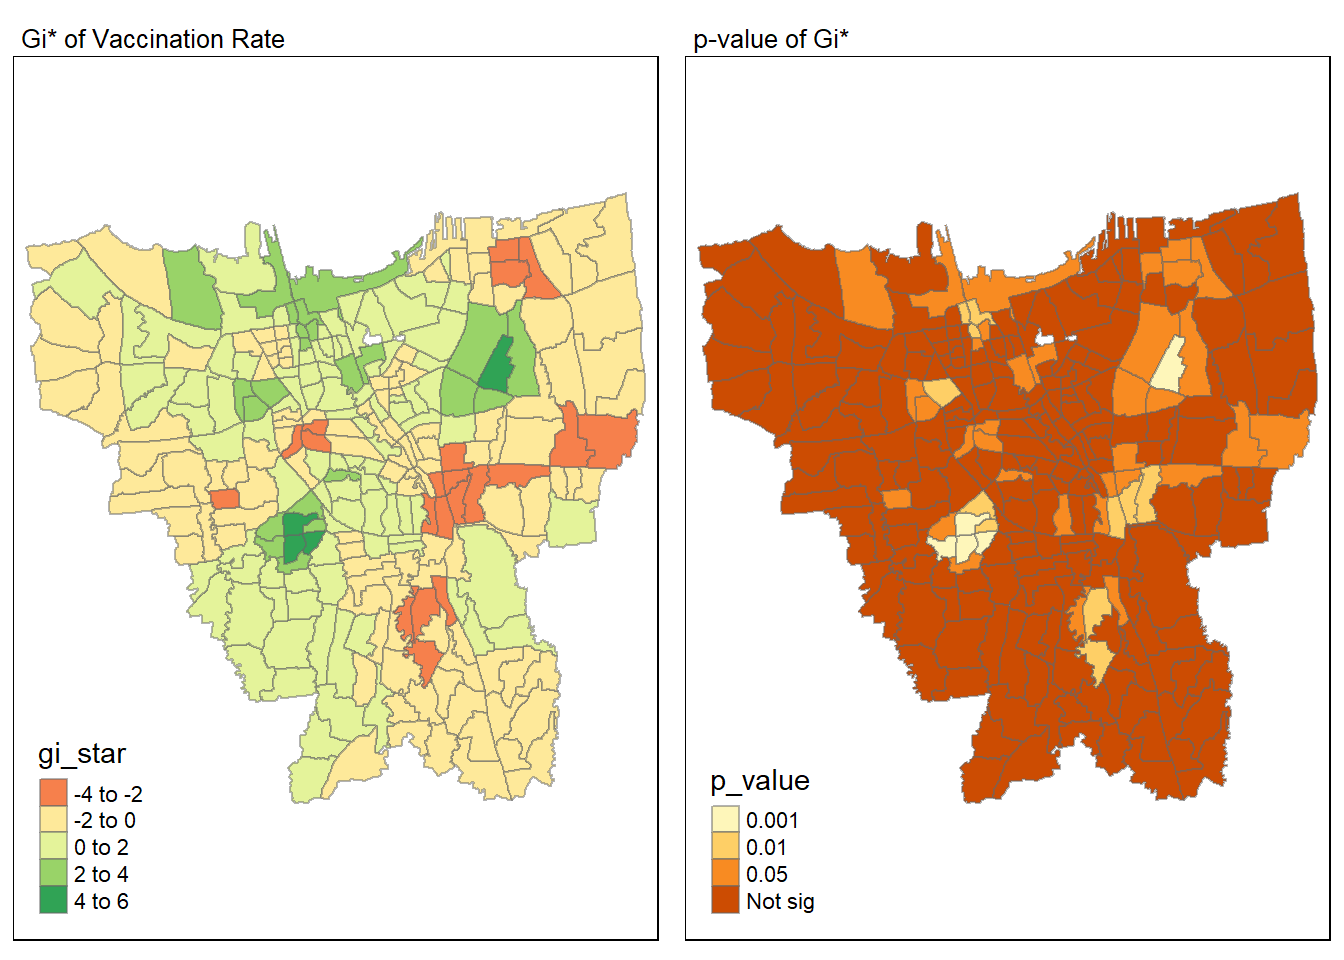 Gi* of Vaccination Rate
gi_star
-4 to -2
-2 to 0
0 to 2
2 to 4
4 to 6
p-value of Gi*
p_value
0.001
0.01
0.05
Not sig